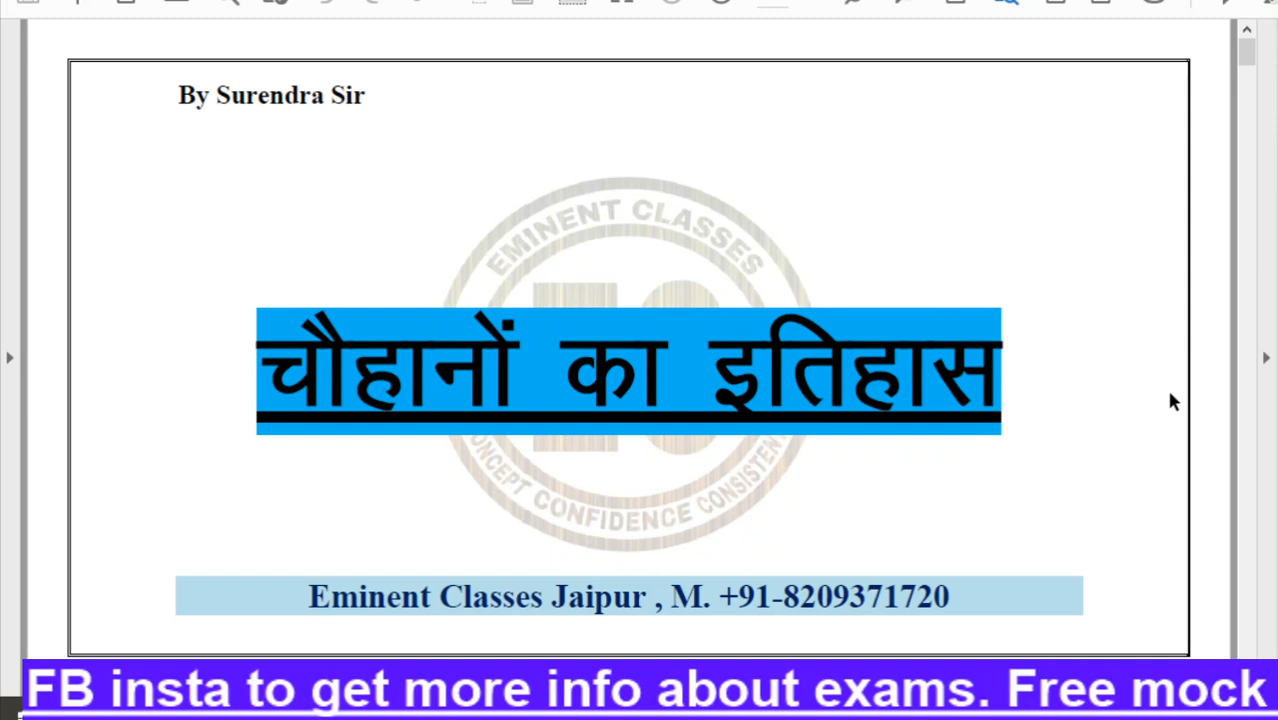 By Surendra Sir
EMINENT CLASSES
चौहानों का इतिहास
CONCEPT CONFIDENCE CONSISTENT
Eminent Classes Jaipur , M. +91-8209371720
FB insta to get more info about exams. Free mock